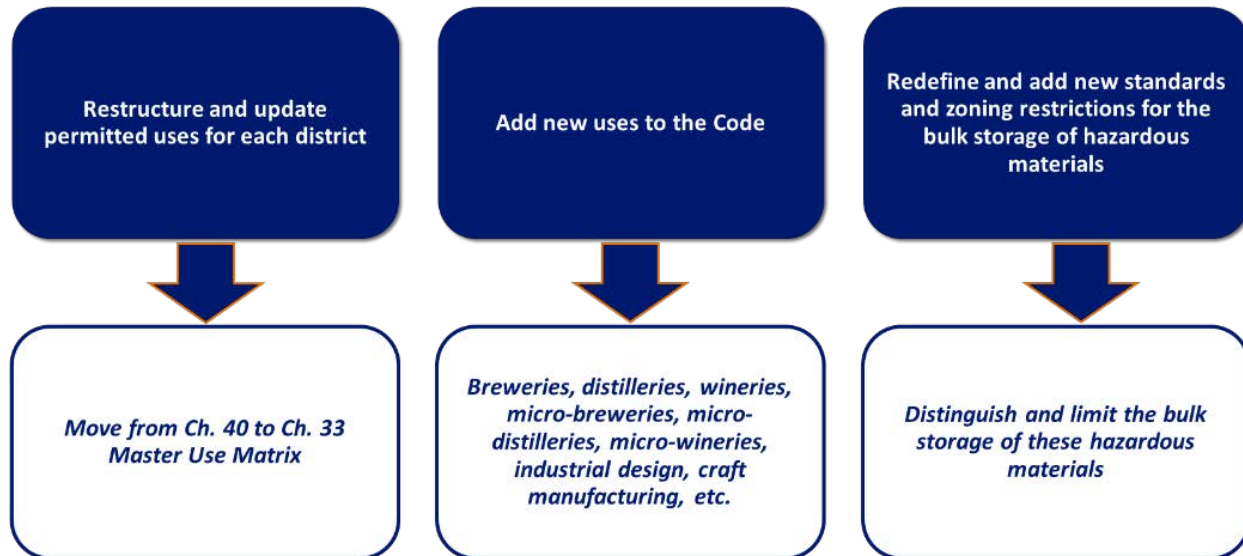 Restructure and update
permitted uses for each district
Add new uses to the Code
Redefine and add new standards
and zoning restrictions for the
bulk storage of hazardous
materials
Move from Ch. 40 to Ch. 33
Master Use Matrix
Breweries, distilleries, wineries,
micro-breweries, micro-
distilleries, micro-wineries,
industrial design, craft
manufacturing, etc.
Distinguish and limit the bulk
storage of these hazardous
materials